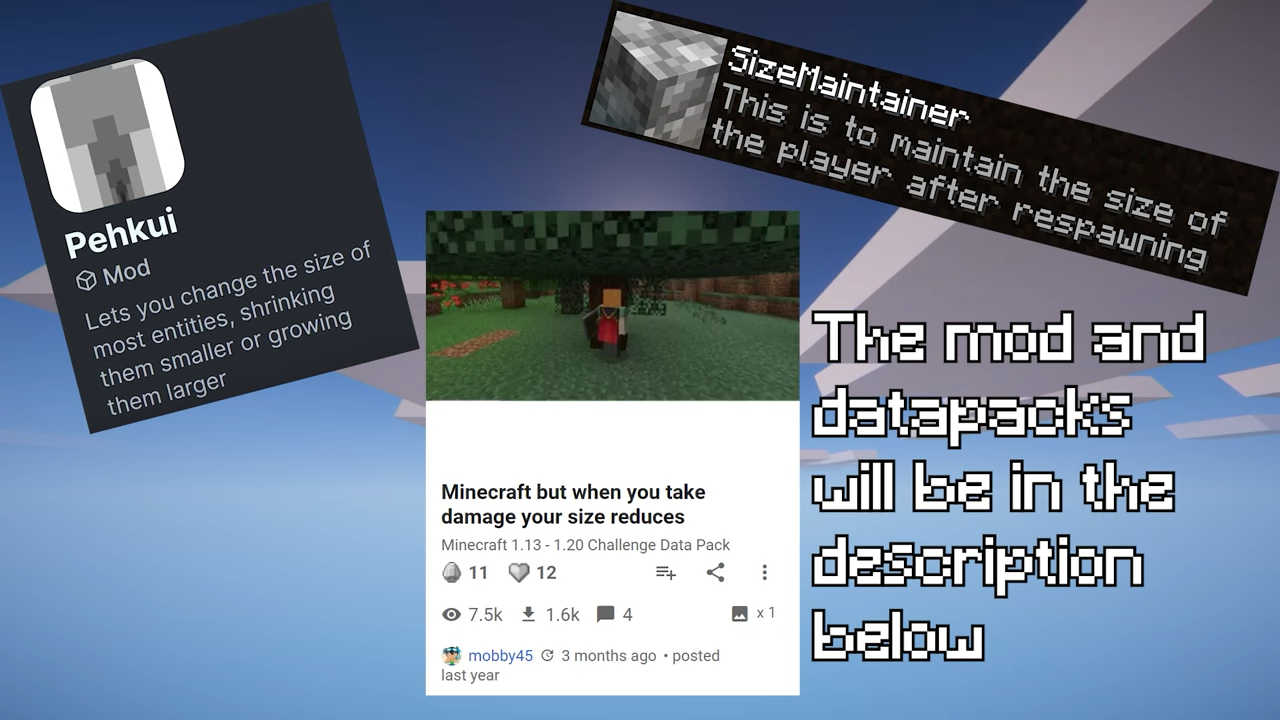 Pehkui
Mod
Lets you change the size of
most entities, shrinking
them smaller or growing
them larger
SizeMaintainer
This is to maintain the size of
the player after respawning
Minecraft but when you take
damage your size reduces
Minecraft 1.13 - 1.20 Challenge Data Pack
11 12
7.5k 1.6k 4 x 1
mobby45 3 months ago • posted
last year
The mod and
datapacks
will be in the
description
below